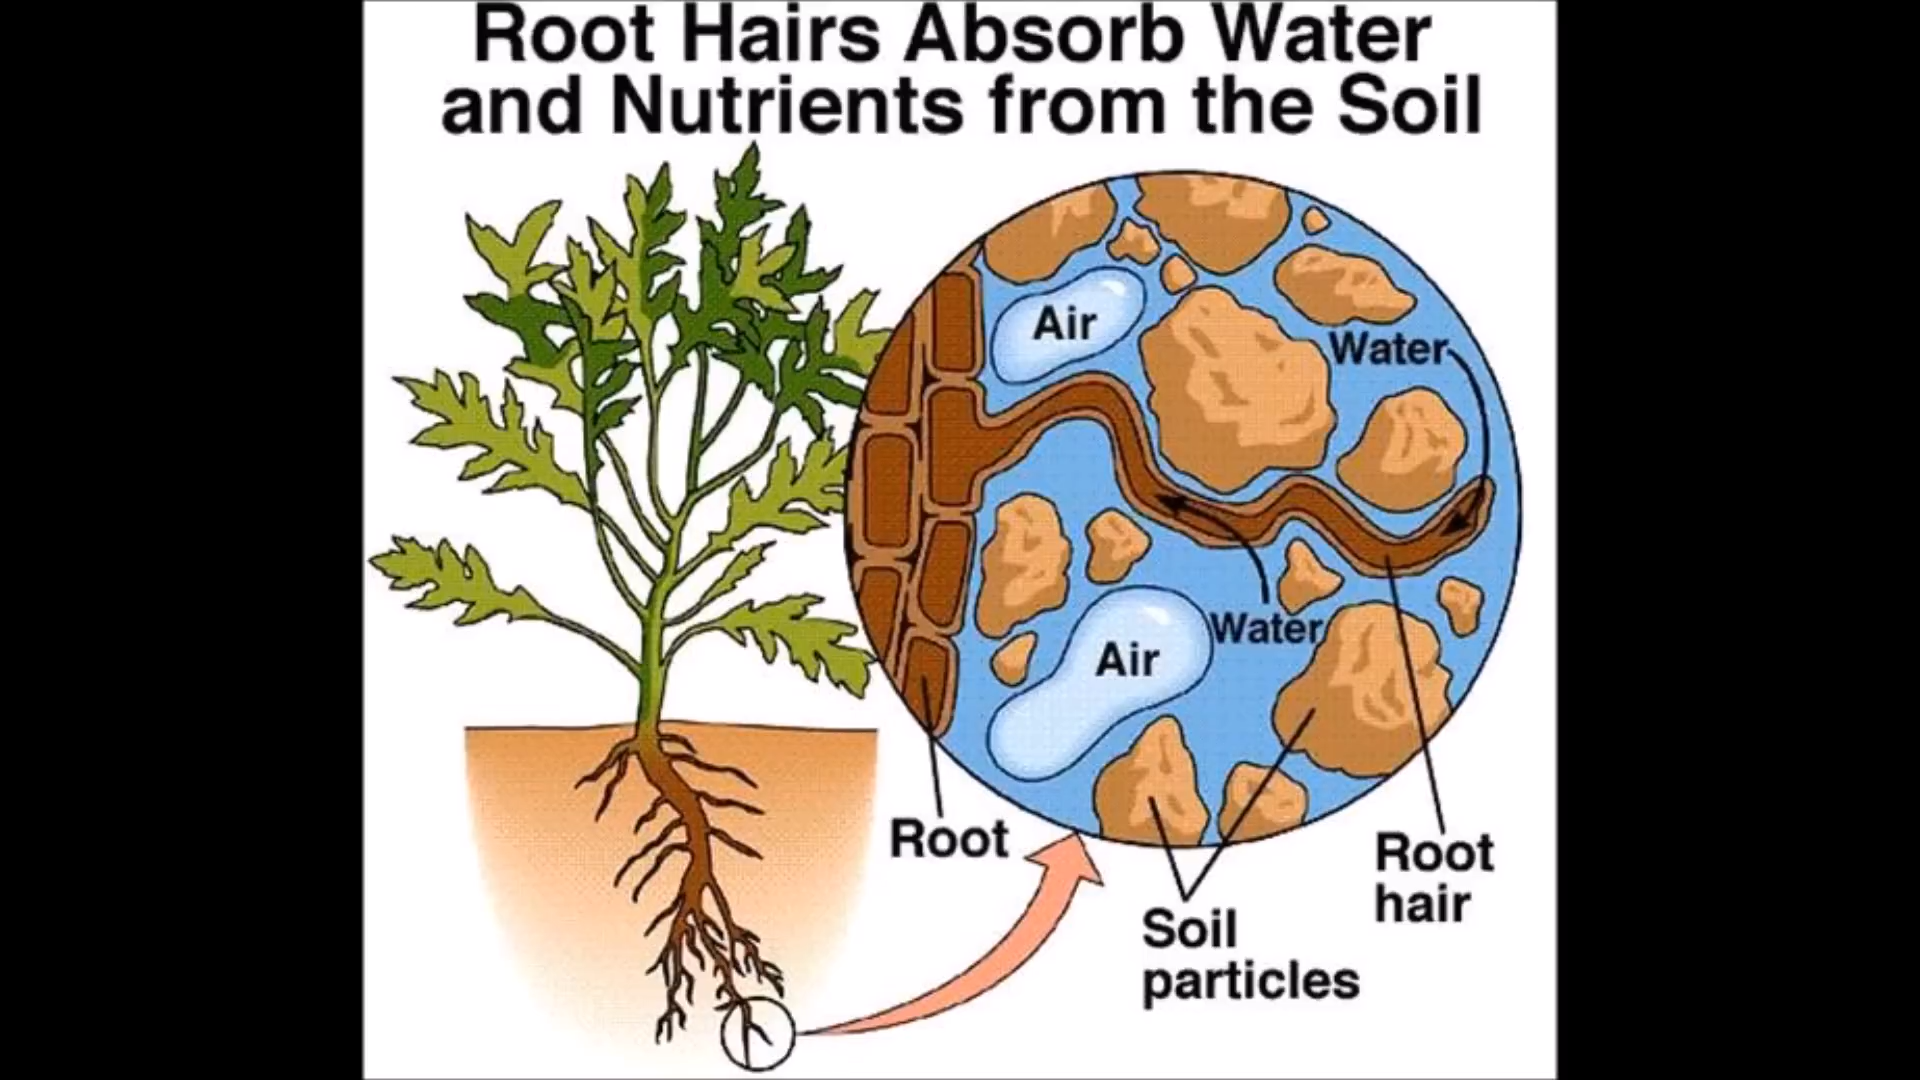 Root Hairs Absorb Water
and Nutrients from the Soil
Air
Water
Water
Air
Root
Root
hair
Soil
particles